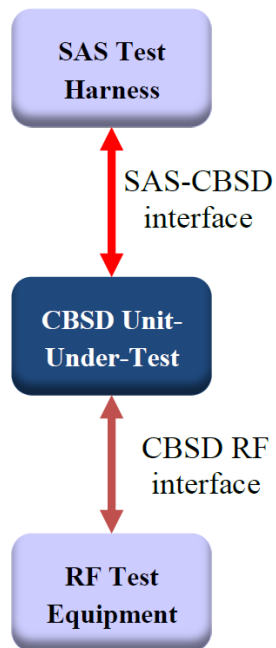 SAS Test
Harness
SAS-CBSD
interface
CBSD Unit-
Under-Test
CBSD RF
interface
RF Test
Equipment